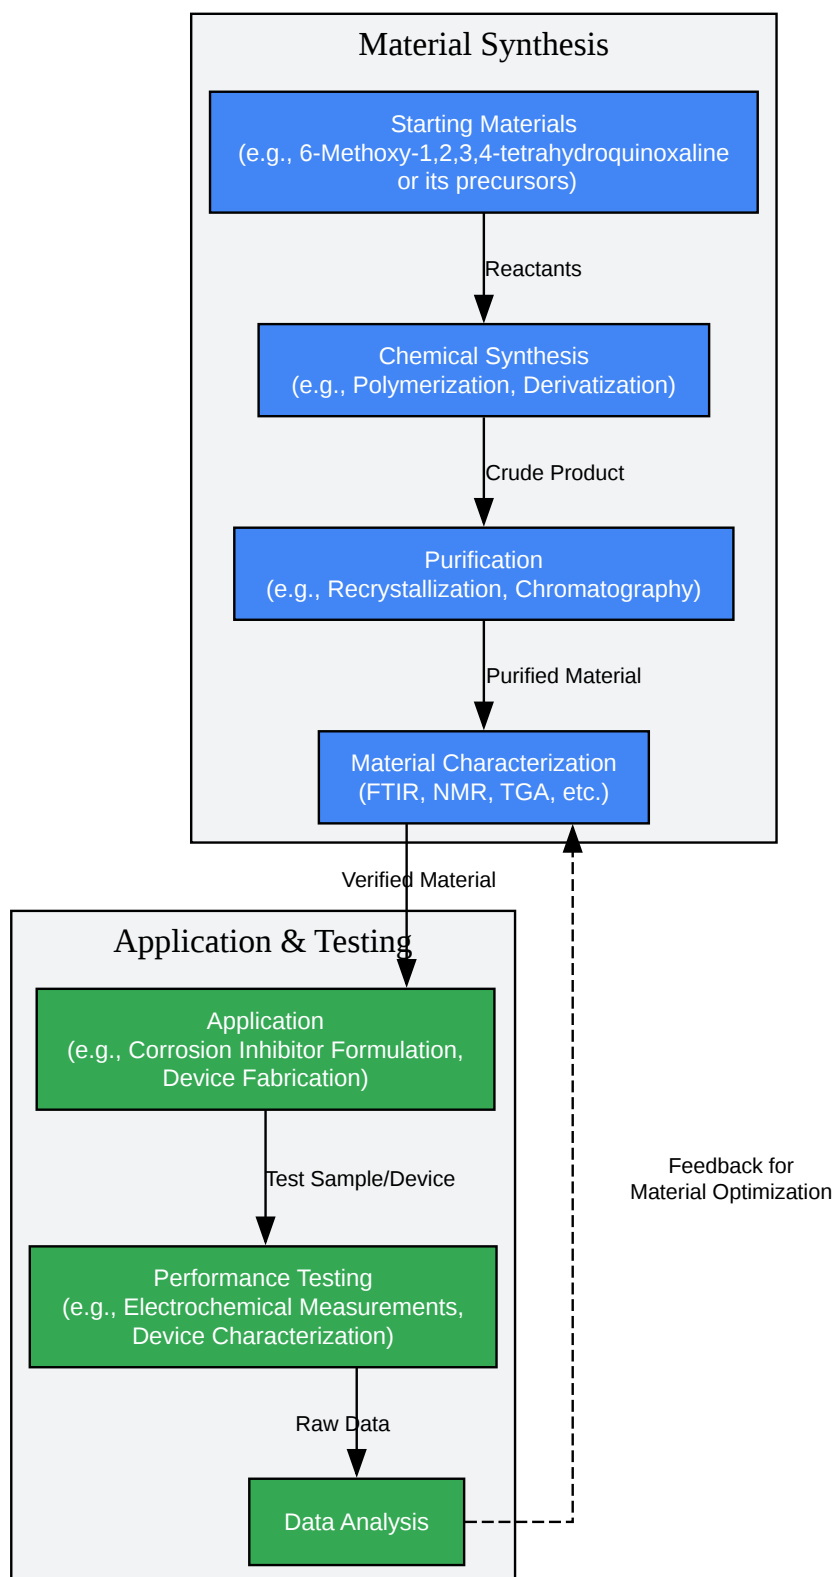 Material Synthesis
Starting Materials
(e.g., 6-Methoxy-1,2,3,4-tetrahydroquinoxaline
or its precursors)
Reactants
Chemical Synthesis
(e.g., Polymerization, Derivatization)
Crude Product
Purification
(e.g., Recrystallization, Chromatography)
Purified Material
Material Characterization
(FTIR, NMR, TGA, etc.)
Verified Material
Application & Testing
Application
(e.g., Corrosion Inhibitor Formulation,
Device Fabrication)
Test Sample/Device
Feedback for
Material Optimization
Performance Testing
(e.g., Electrochemical Measurements,
Device Characterization)
Raw Data
Data Analysis